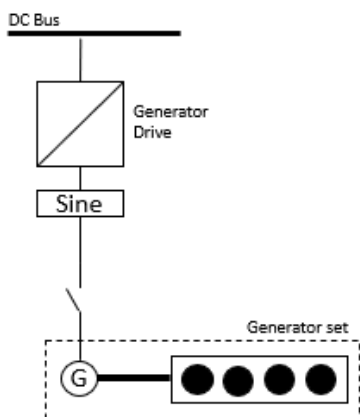 DC Bus
Generator
Drive
Sine
Generator set
G